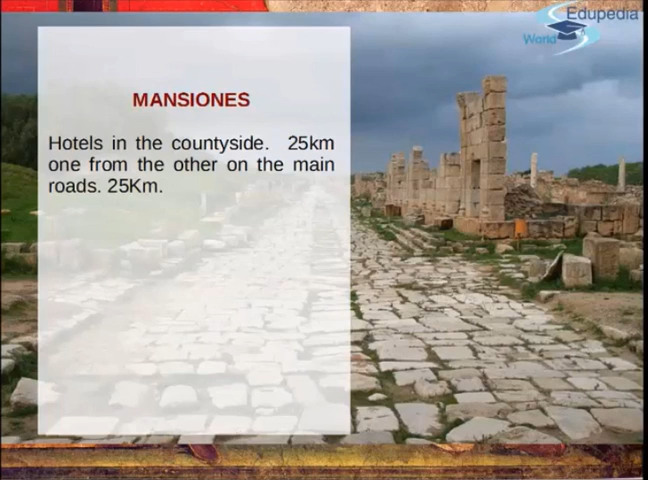 Edupedia
World
MANSIONES
Hotels in the countyside. 25km
one from the other on the main
roads. 25Km.